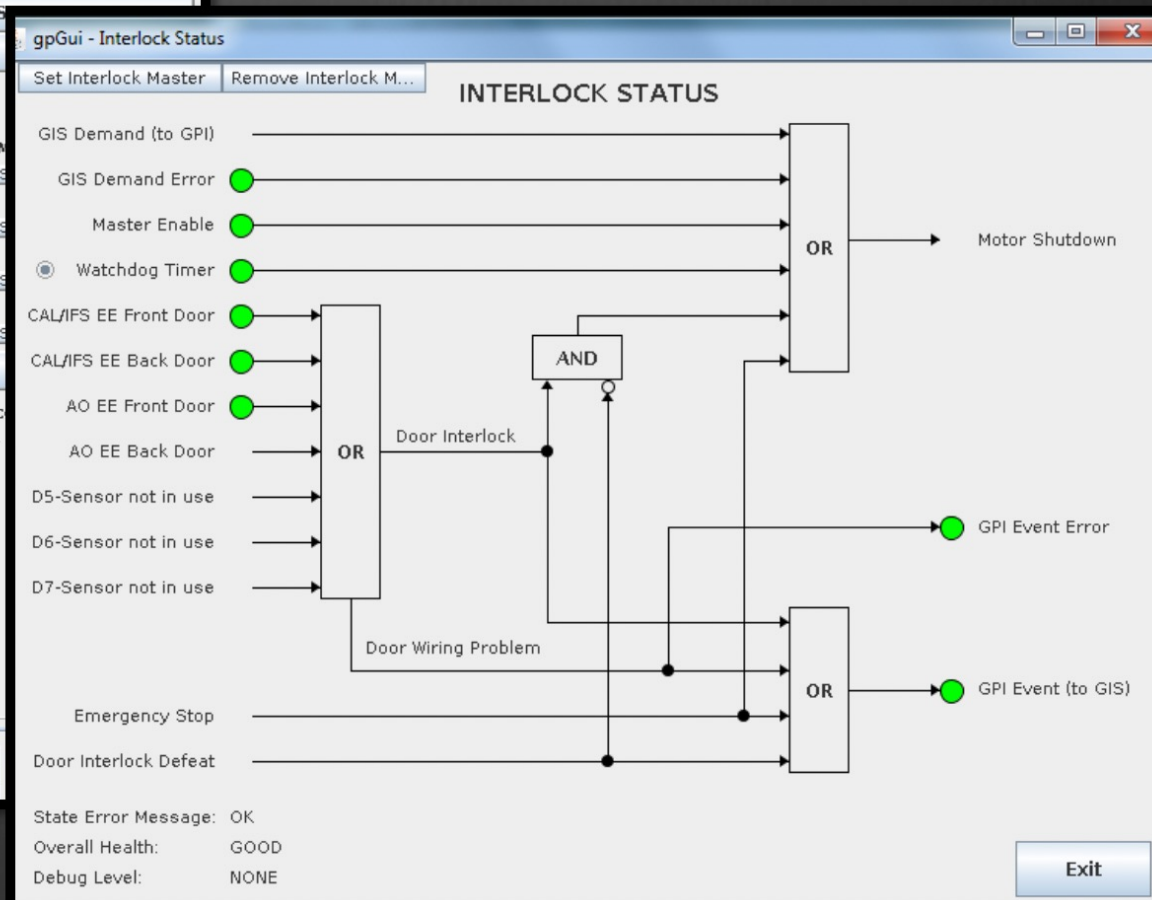 gpGui - Interlock Status
Set Interlock Master
Remove Interlock M...
INTERLOCK STATUS
GIS Demand (to GPI)
GIS Demand Error
Master Enable
OR
Motor Shutdown
Watchdog Timer
CAL/IFS EE Front Door
CAL/IFS EE Back Door
AND
AO EE Front Door
AO EE Back Door
OR
Door Interlock
D5-Sensor not in use
D6-Sensor not in use
GPI Event Error
D7-Sensor not in use
Door Wiring Problem
OR
GPI Event (to GIS)
Emergency Stop
Door Interlock Defeat
State Error Message: OK
Overall Health: GOOD
Debug Level: NONE
Exit